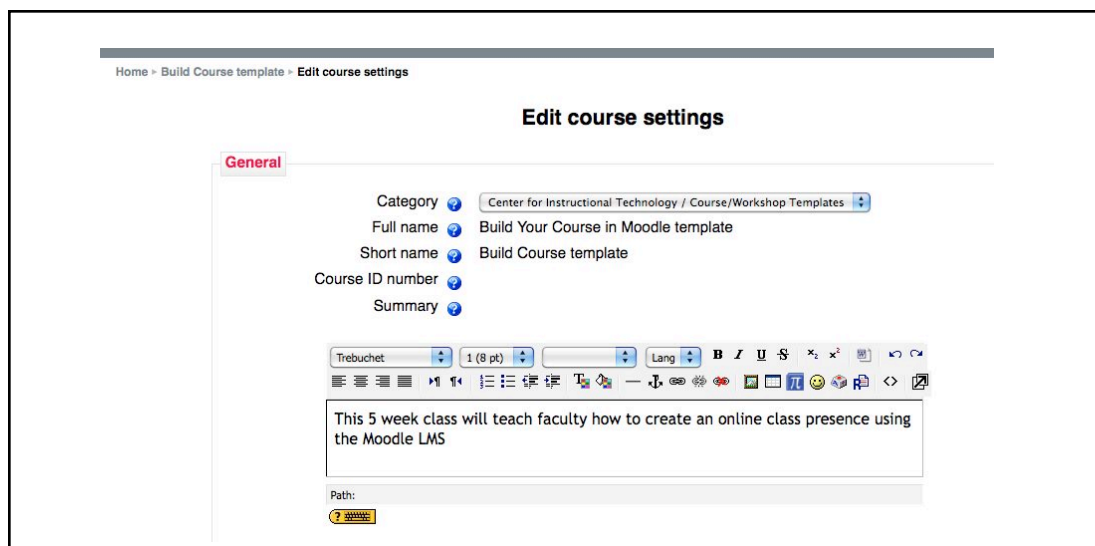 Home ▸ Build Course template ▸ Edit course settings
Edit course settings
General
Category Center for Instructional Technology / Course/Workshop Templates
Full name Build Your Course in Moodle template
Short name Build Course template
Course ID number
Summary
Trebuchet 1 (8 pt) Lang B I U S x₂ x²
This 5 week class will teach faculty how to create an online class presence using
the Moodle LMS
Path: